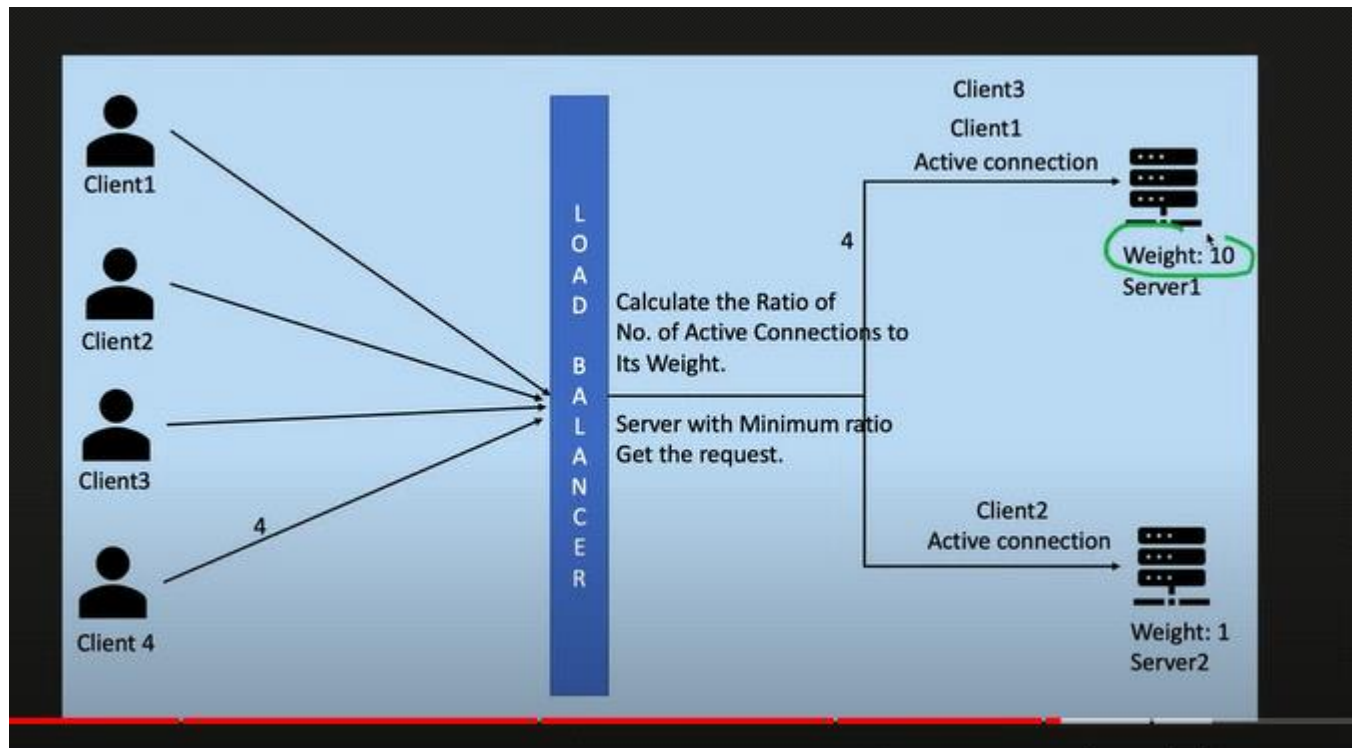 Client1
Client2
Client3
4
Client 4
LOAD BALANCER
Calculate the Ratio of
No. of Active Connections to
Its Weight.
Server with Minimum ratio
Get the request.
4
Client3
Client1
Active connection
Weight: 10
Server1
Client2
Active connection
Weight: 1
Server2